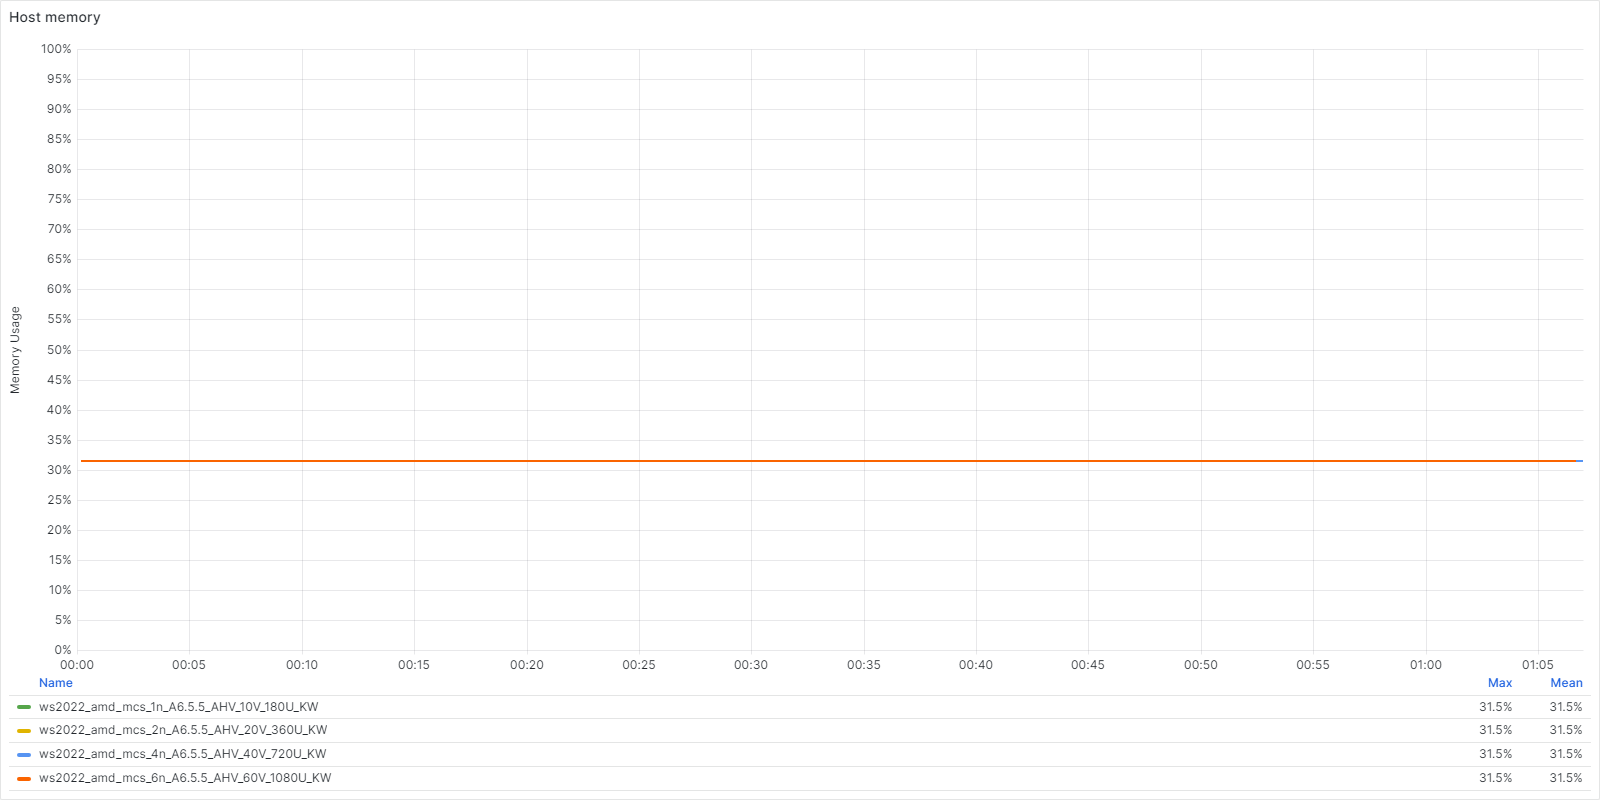 Host memory
100%
95%
90%
85%
80%
75%
70%
65%
60%
55%
50%
45%
40%
35%
30%
25%
20%
15%
10%
5%
0%
Memory Usage
00:00 00:05 00:10 00:15 00:20 00:25 00:30 00:35 00:40 00:45 00:50 00:55 01:00 01:05
Name Max Mean
ws2022_amd_mcs_1n_A6.5.5_AHV_10V_180U_KW 31.5% 31.5%
ws2022_amd_mcs_2n_A6.5.5_AHV_20V_360U_KW 31.5% 31.5%
ws2022_amd_mcs_4n_A6.5.5_AHV_40V_720U_KW 31.5% 31.5%
ws2022_amd_mcs_6n_A6.5.5_AHV_60V_1080U_KW 31.5% 31.5%